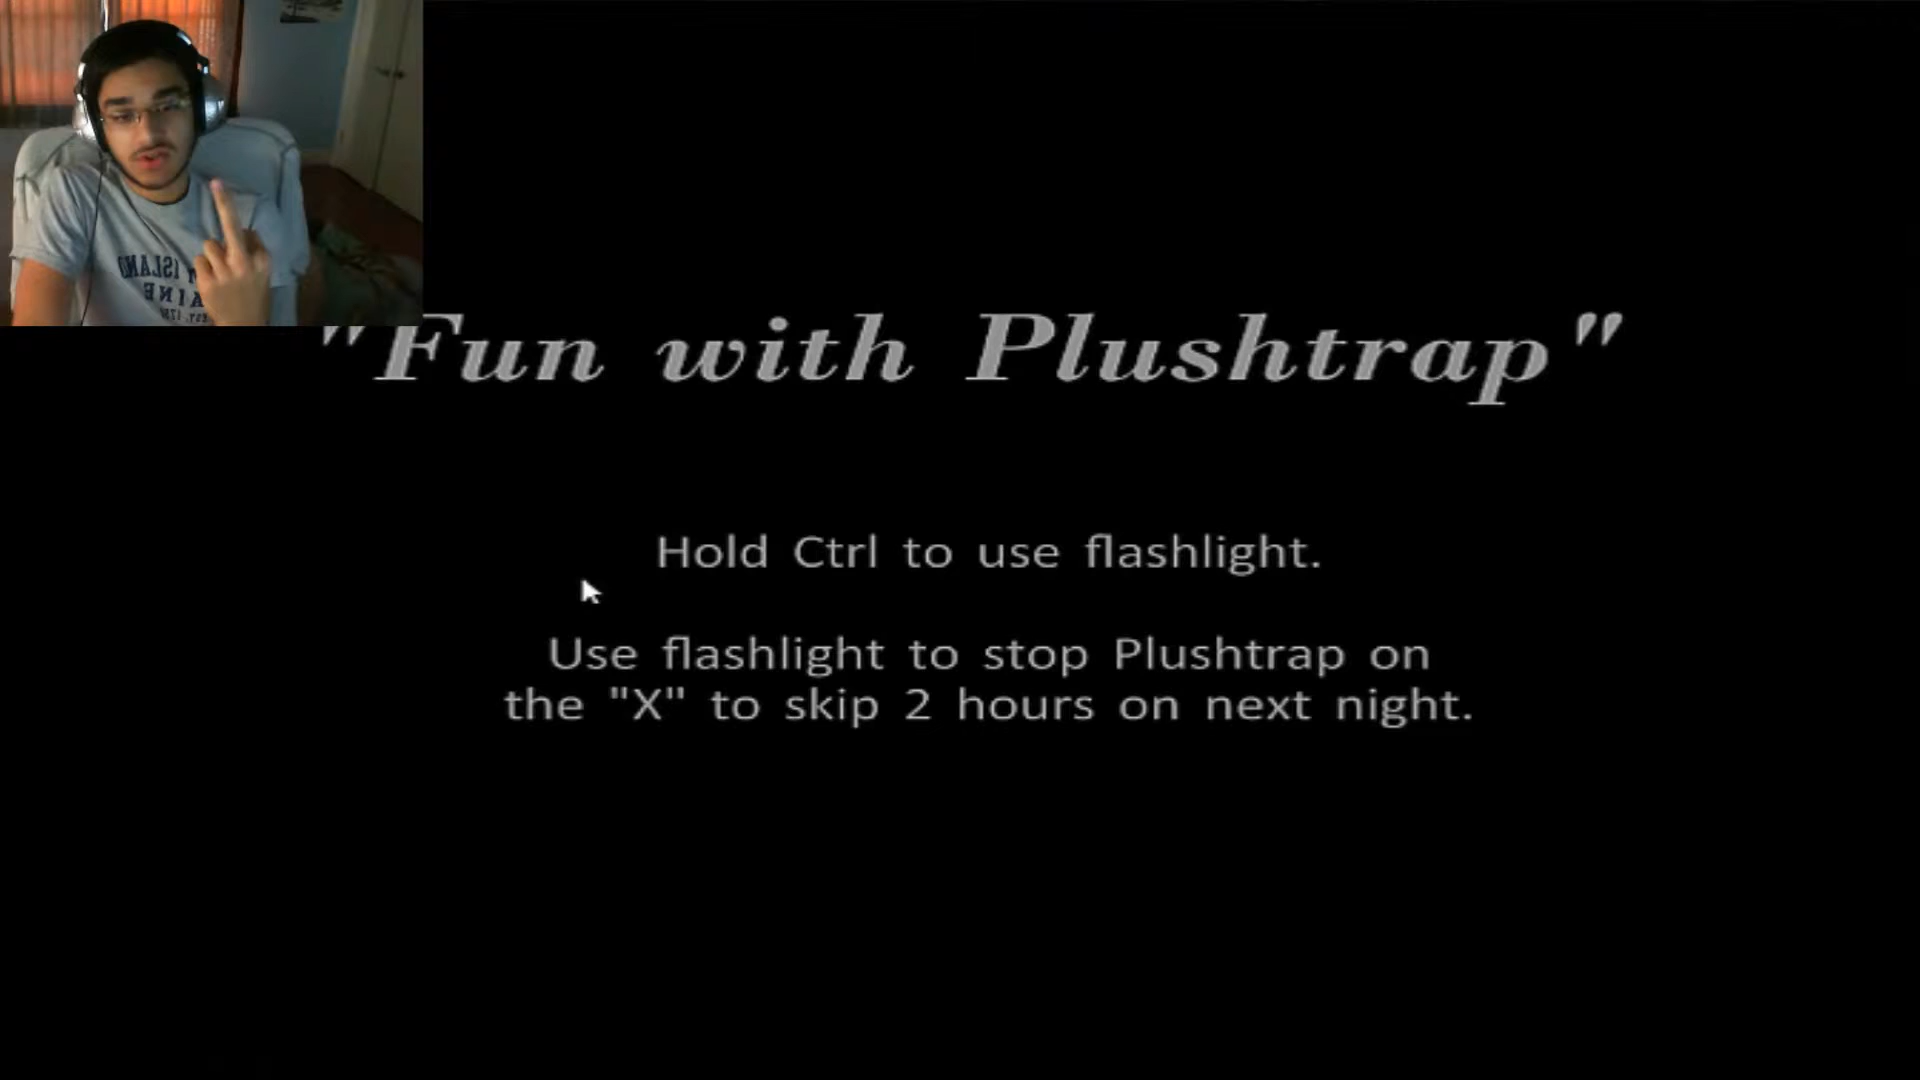 "Fun with Plushtrap"
Hold Ctrl to use flashlight.
Use flashlight to stop Plushtrap on
the "X" to skip 2 hours on next night.